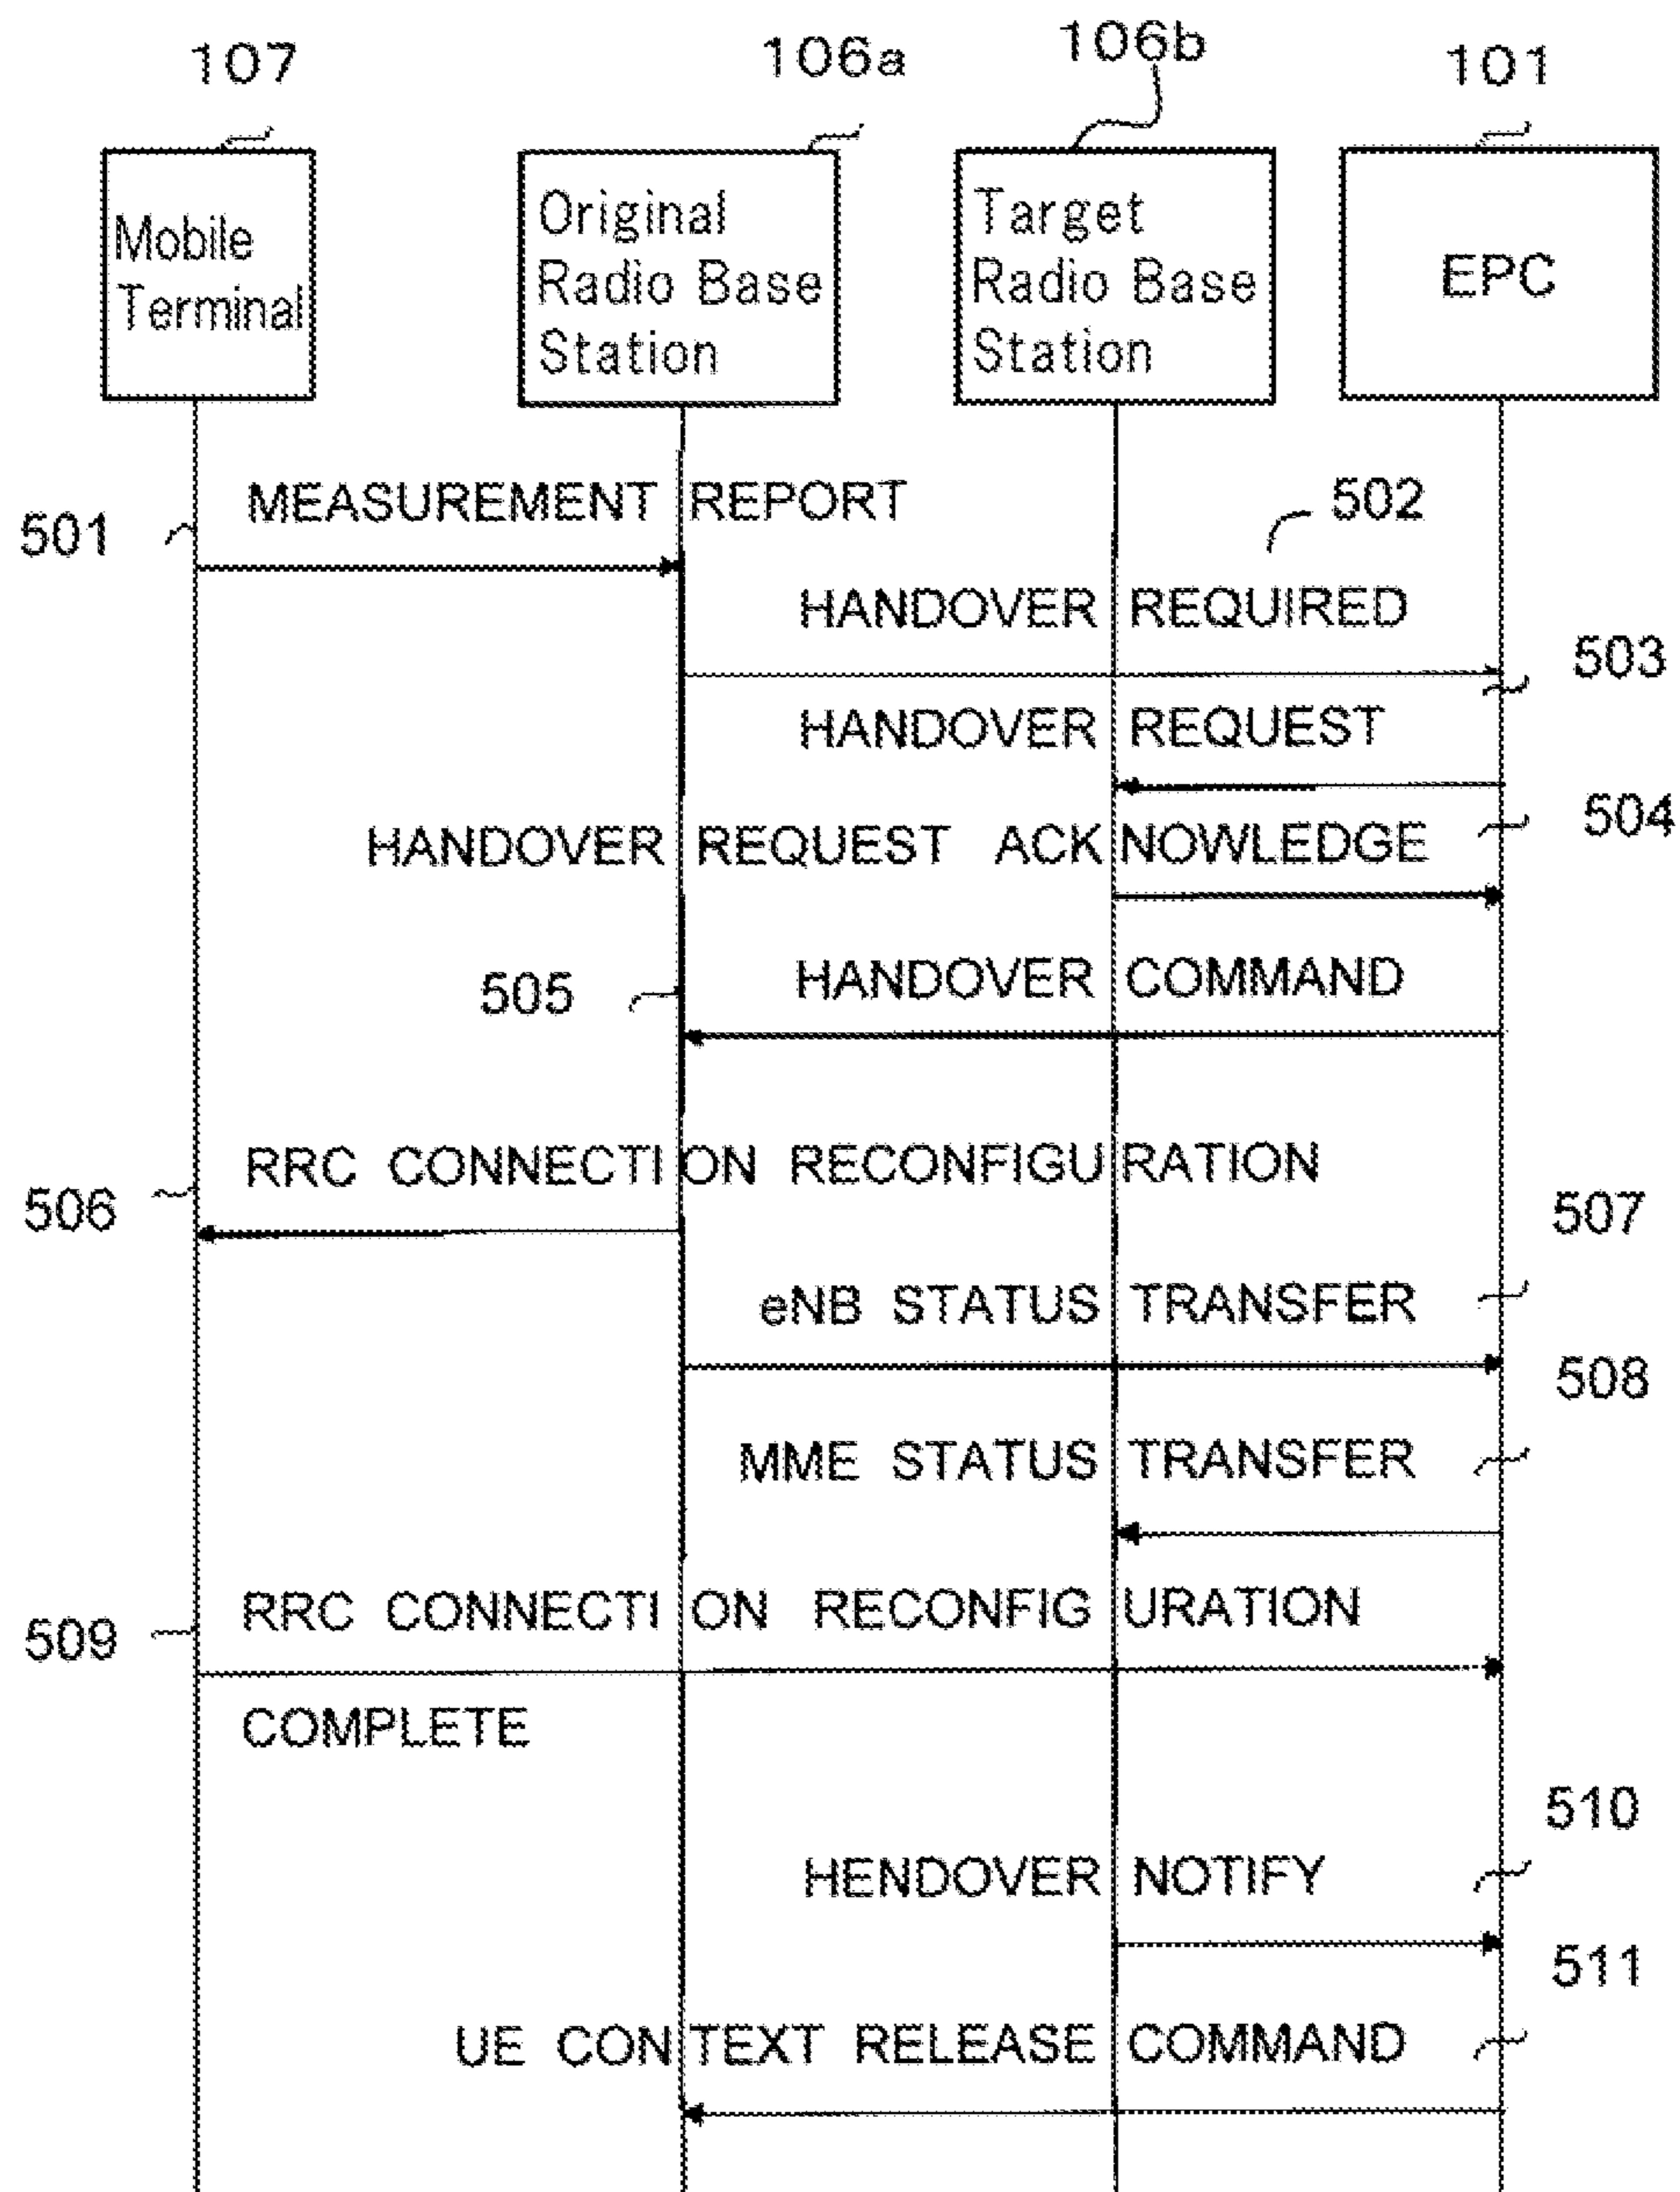 107
106a
106b
101
Mobile
Terminal
Original
Radio Base
Station
Target
Radio Base
Station
EPC
501
MEASUREMENT REPORT
502
HANDOVER REQUIRED
503
HANDOVER REQUEST
504
HANDOVER REQUEST ACKNOWLEDGE
505
HANDOVER COMMAND
506
RRC CONNECTION RECONFIGURATION
507
eNB STATUS TRANSFER
508
MME STATUS TRANSFER
509
RRC CONNECTION RECONFIGURATION
COMPLETE
510
HENDOVER NOTIFY
511
UE CONTEXT RELEASE COMMAND